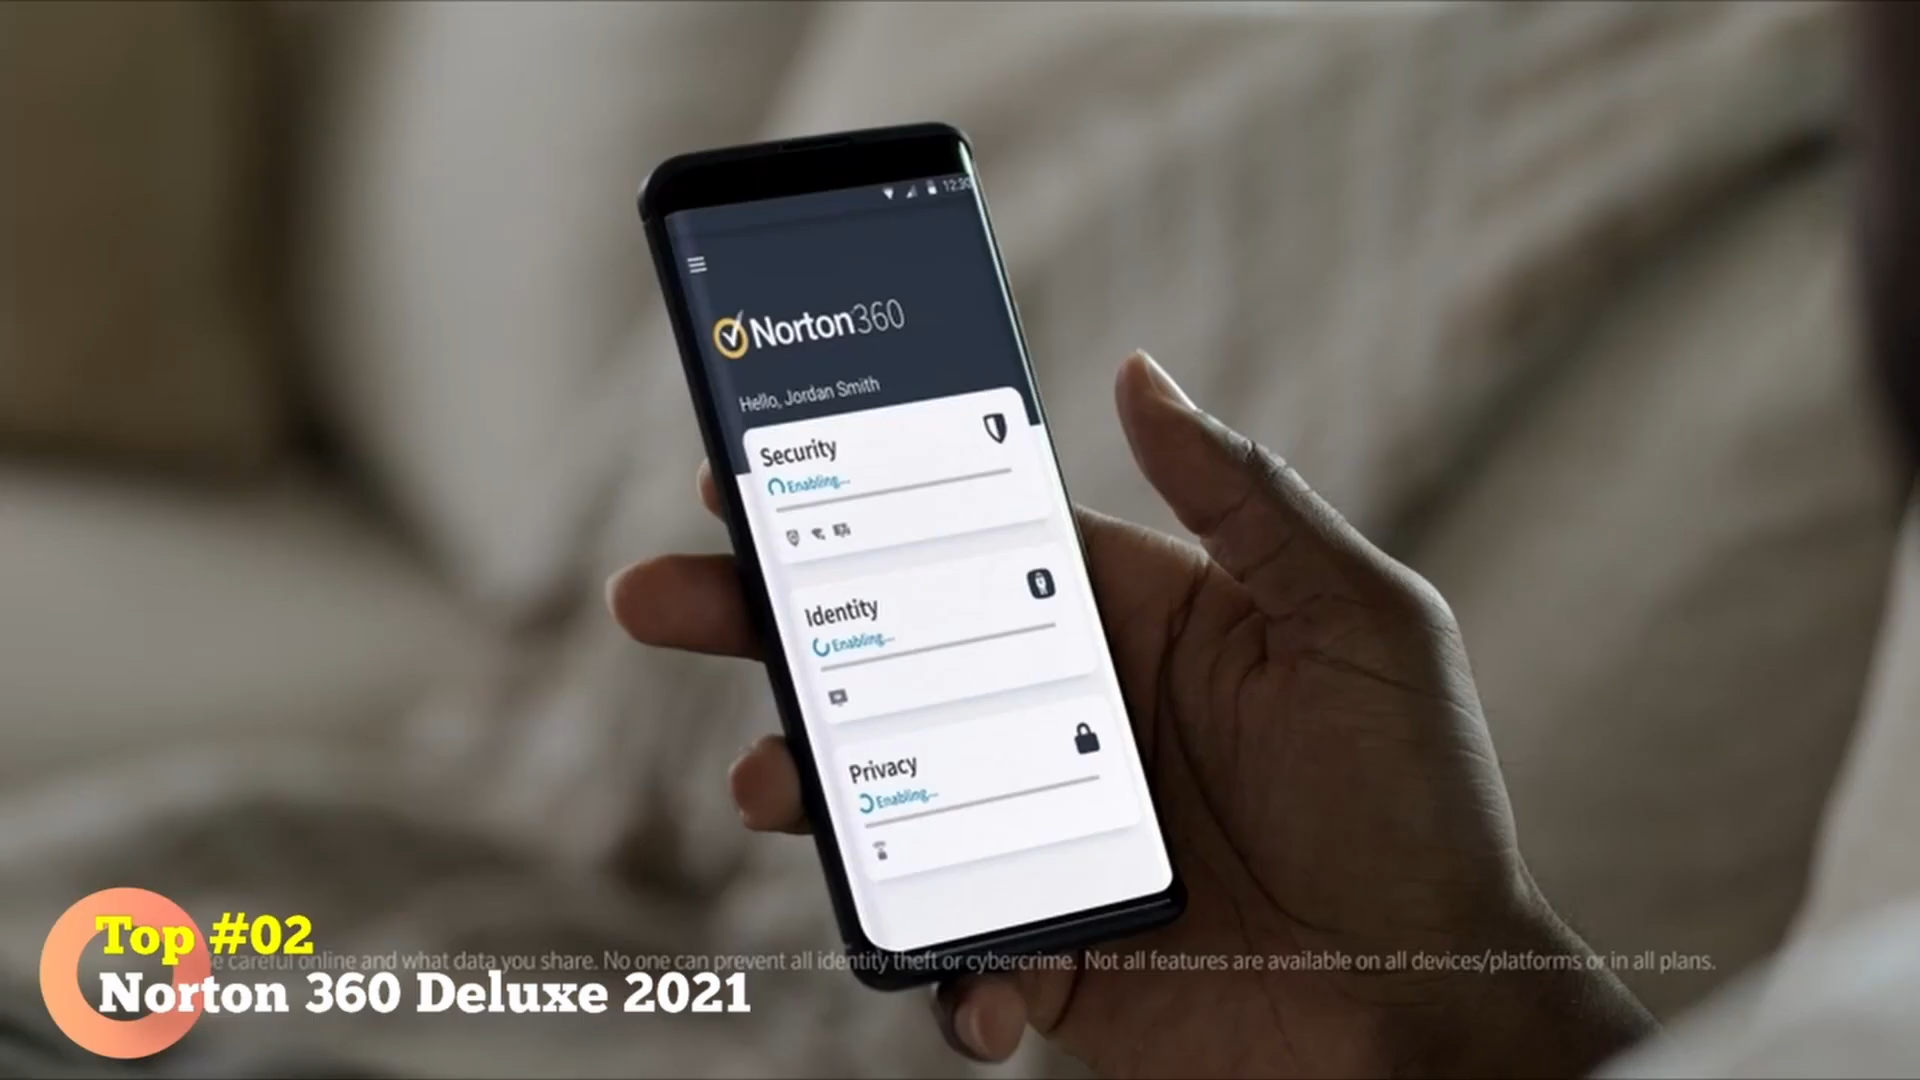 12:30
Norton360
Hello, Jordan Smith
Security
Enabling...
Identity
Enabling...
Privacy
Enabling...
Top #02
careful online and what data you share. No one can prevent all identity theft or cybercrime. Not all features are available on all devices/platforms or in all plans.
Norton 360 Deluxe 2021